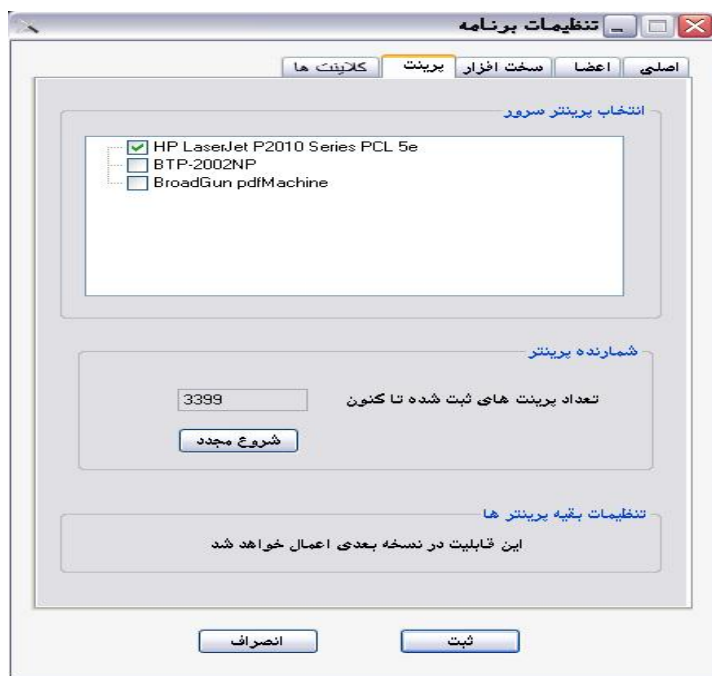 تنظیمات برنامه
اصلی اعضا سخت افزار پرینت کلاینت ها
انتخاب پرینتر سرور
HP LaserJet P2010 Series PCL 5e
BTP-2002NP
BroadGun pdfMachine
شمارنده پرینتر
تعداد پرینت های ثبت شده تا کنون 3399
شروع مجدد
تنظیمات بقیه پرینتر ها
این قابلیت در نسخه بعدی اعمال خواهد شد
ثبت انصراف